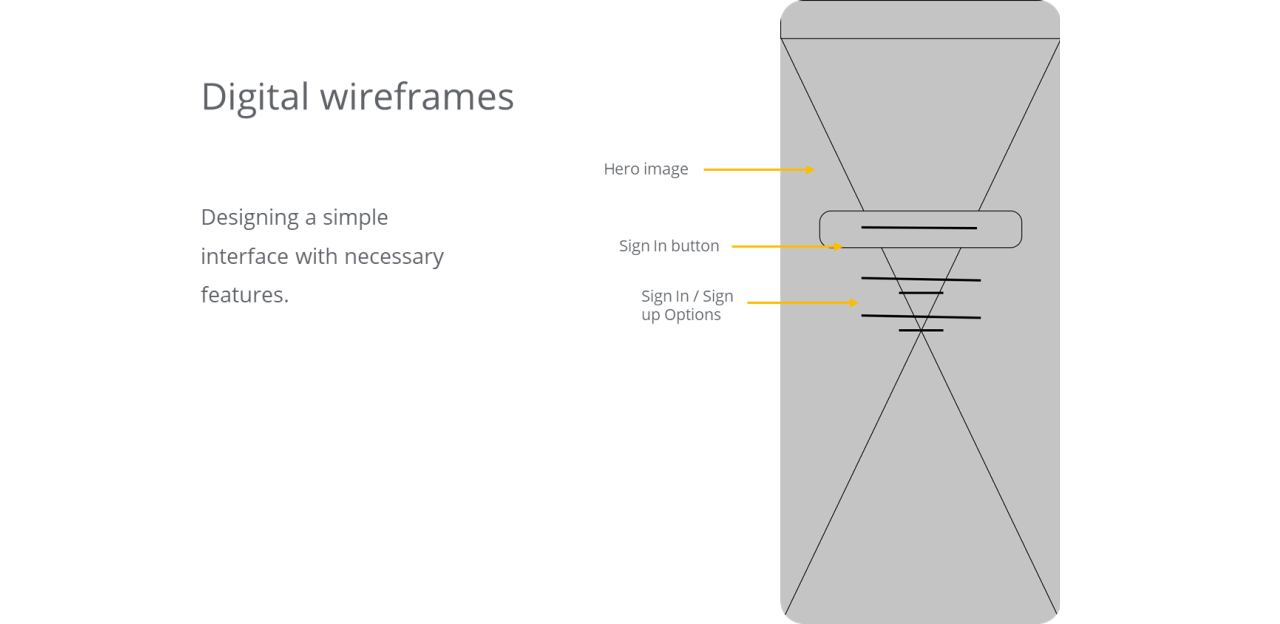 Digital wireframes
Designing a simple
interface with necessary
features.
Hero image
Sign In button
Sign In / Sign
up Options